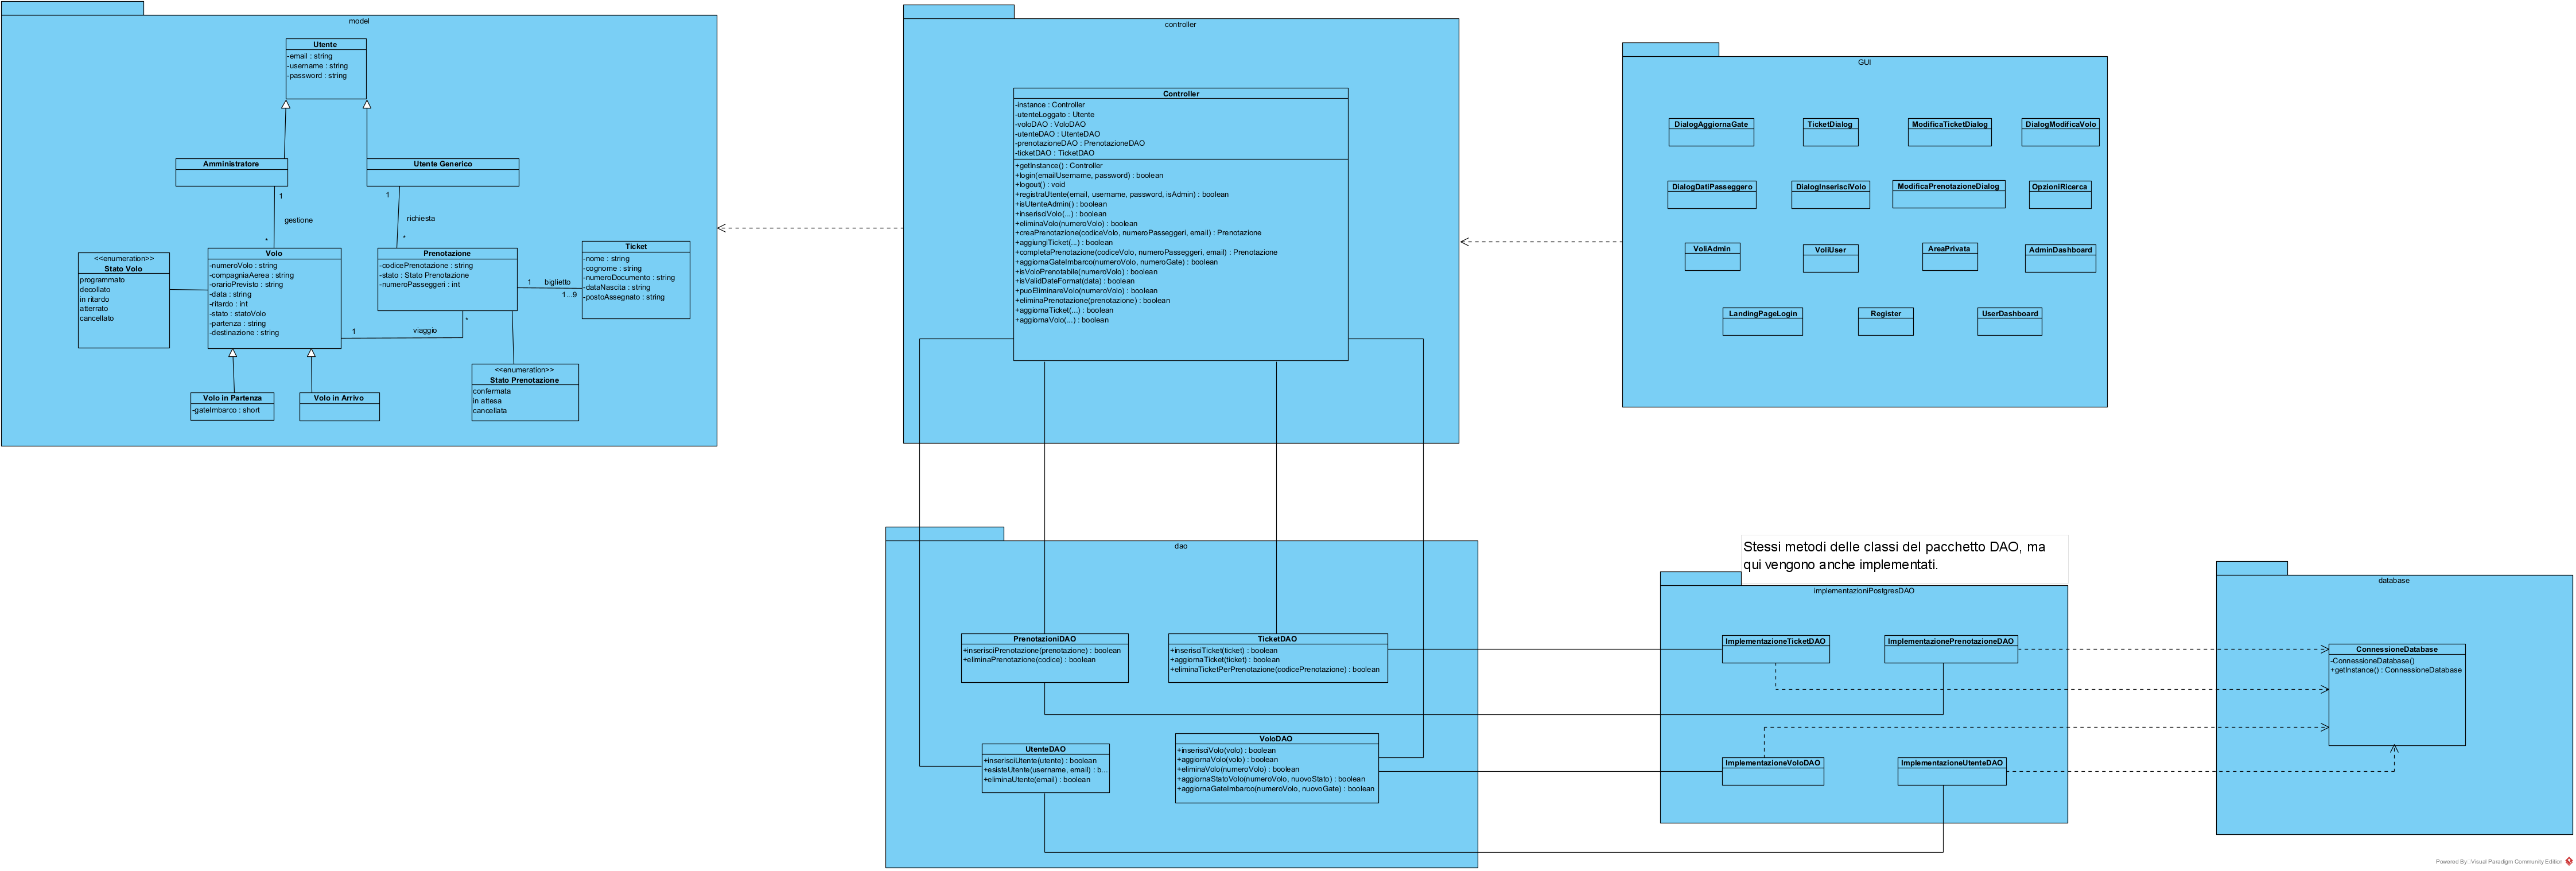 model
Utente
-email : string
-username : string
-password : string
Amministratore
Utente Generico
1
gestione
*
1
richiesta
*
<<enumeration>>
Stato Volo
programmato
decollato
in ritardo
atterrato
cancellato
Volo
-numeroVolo : string
-compagniaAerea : string
-orarioPrevisto : string
-data : string
-ritardo : int
-stato : statoVolo
-partenza : string
-destinazione : string
Prenotazione
-codicePrenotazione : string
-stato : Stato Prenotazione
-numeroPasseggeri : int
1
biglietto
1...9
Ticket
-nome : string
-cognome : string
-numeroDocumento : string
-dataNascita : string
-postoAssegnato : string
1
viaggio
*
Volo in Partenza
-gateImbarco : short
Volo in Arrivo
<<enumeration>>
Stato Prenotazione
confermata
in attesa
cancellata
controller
Controller
-instance : Controller
-utenteLoggato : Utente
-voloDAO : VoloDAO
-utenteDAO : UtenteDAO
-prenotazioneDAO : PrenotazioneDAO
-ticketDAO : TicketDAO
+getInstance() : Controller
+login(emailUsername, password) : boolean
+logout() : void
+registraUtente(email, username, password, isAdmin) : boolean
+isUtenteAdmin() : boolean
+inserisciVolo(...) : boolean
+eliminaVolo(numeroVolo) : boolean
+creaPrenotazione(codiceVolo, numeroPasseggeri, email) : Prenotazione
+aggiungiTicket(...) : boolean
+completaPrenotazione(codiceVolo, numeroPasseggeri, email) : Prenotazione
+aggiornaGateImbarco(numeroVolo, numeroGate) : boolean
+isVoloPrenotabile(numeroVolo) : boolean
+isValidDateFormat(data) : boolean
+puoEliminareVolo(numeroVolo) : boolean
+eliminaPrenotazione(prenotazione) : boolean
+aggiornaTicket(...) : boolean
+aggiornaVolo(...) : boolean
GUI
DialogAggiornaGate
TicketDialog
ModificaTicketDialog
DialogModificaVolo
DialogDatiPasseggero
DialogInserisciVolo
ModificaPrenotazioneDialog
OpzioniRicerca
VoliAdmin
VoliUser
AreaPrivata
AdminDashboard
LandingPageLogin
Register
UserDashboard
dao
PrenotazioniDAO
+inserisciPrenotazione(prenotazione) : boolean
+eliminaPrenotazione(codice) : boolean
TicketDAO
+inserisciTicket(ticket) : boolean
+aggiornaTicket(ticket) : boolean
+eliminaTicketPerPrenotazione(codicePrenotazione) : boolean
UtenteDAO
+inserisciUtente(utente) : boolean
+esisteUtente(username, email) : b...
+eliminaUtente(email) : boolean
VoloDAO
+inserisciVolo(volo) : boolean
+aggiornaVolo(volo) : boolean
+eliminaVolo(numeroVolo) : boolean
+aggiornaStatoVolo(numeroVolo, nuovoStato) : boolean
+aggiornaGateImbarco(numeroVolo, nuovoGate) : boolean
Stessi metodi delle classi del pacchetto DAO, ma
qui vengono anche implementati.
implementazioniPostgresDAO
ImplementazioneTicketDAO
ImplementazionePrenotazioneDAO
ImplementazioneVoloDAO
ImplementazioneUtenteDAO
database
ConnessioneDatabase
-ConnessioneDatabase()
+getInstance() : ConnessioneDatabase
Powered By: Visual Paradigm Community Edition